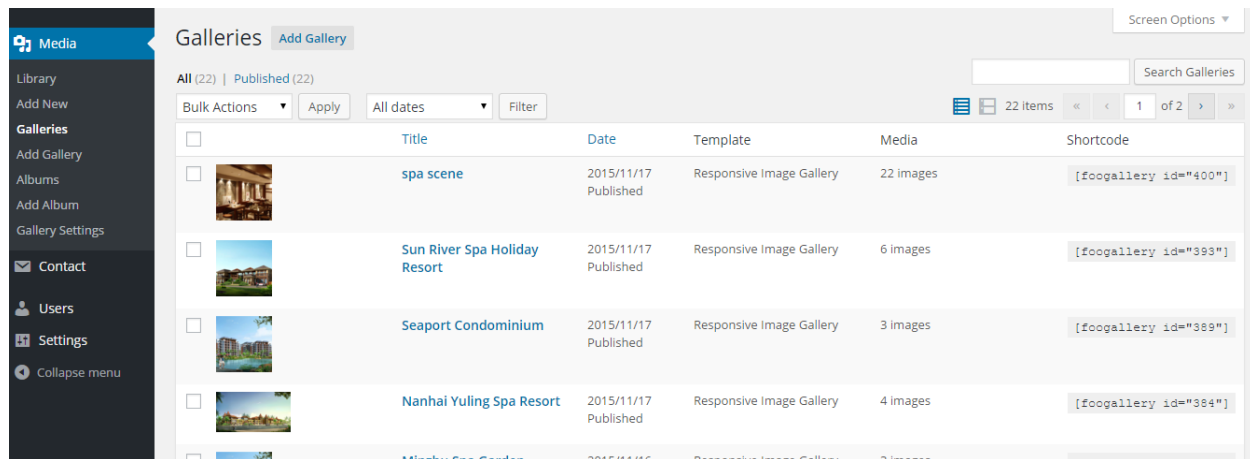 Screen Options ▼
Media
Galleries Add Gallery
Library
All (22) | Published (22)
Search Galleries
Add New
Bulk Actions Apply All dates Filter 22 items « ‹ 1 of 2 › »
Galleries
Title Date Template Media Shortcode
Add Gallery
Albums
Add Album
Gallery Settings
Contact
Users
Settings
Collapse menu
spa scene 2015/11/17 Responsive Image Gallery 22 images [foogallery id="400"]
Published
Sun River Spa Holiday 2015/11/17 Responsive Image Gallery 6 images [foogallery id="393"]
Resort Published
Seaport Condominium 2015/11/17 Responsive Image Gallery 3 images [foogallery id="389"]
Published
Nanhai Yuling Spa Resort 2015/11/17 Responsive Image Gallery 4 images [foogallery id="384"]
Published